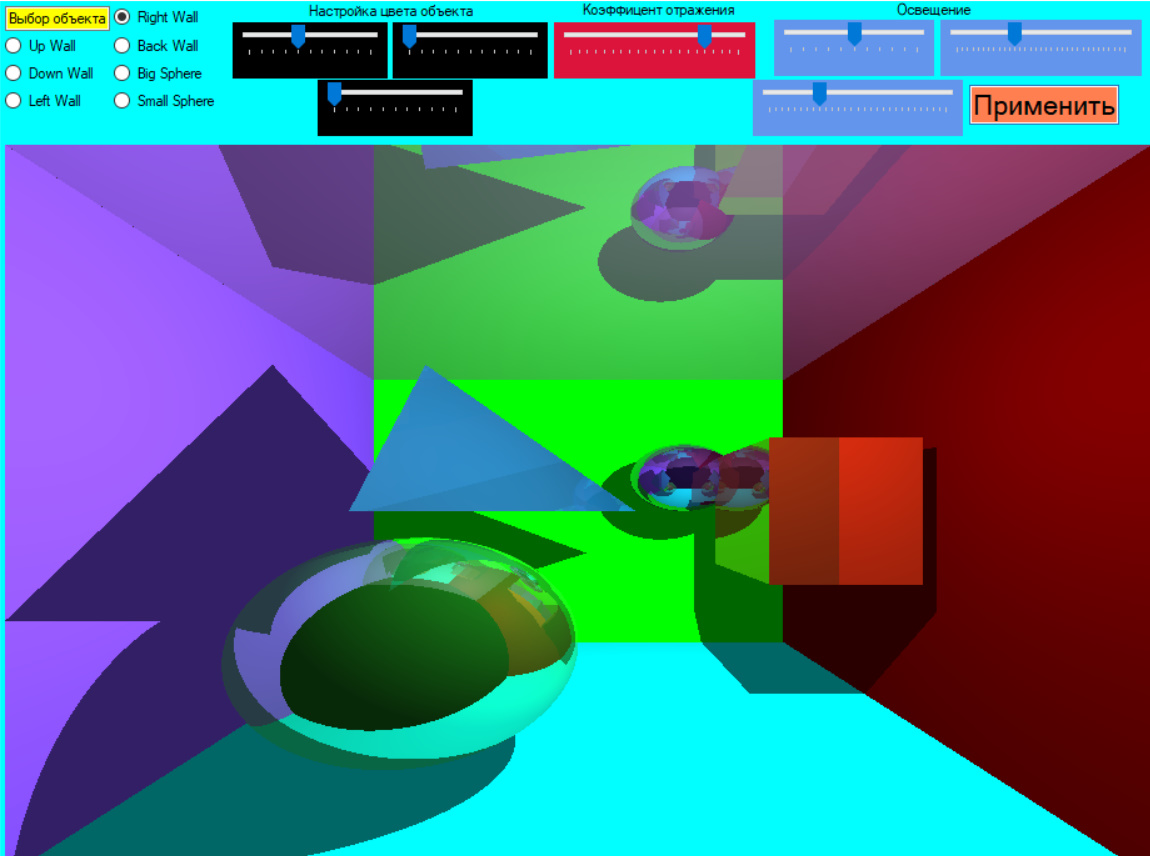 Выбор объекта
Right Wall
Up Wall
Back Wall
Down Wall
Big Sphere
Left Wall
Small Sphere
Настройка цвета объекта
Коэффицент отражения
Освещение
Применить